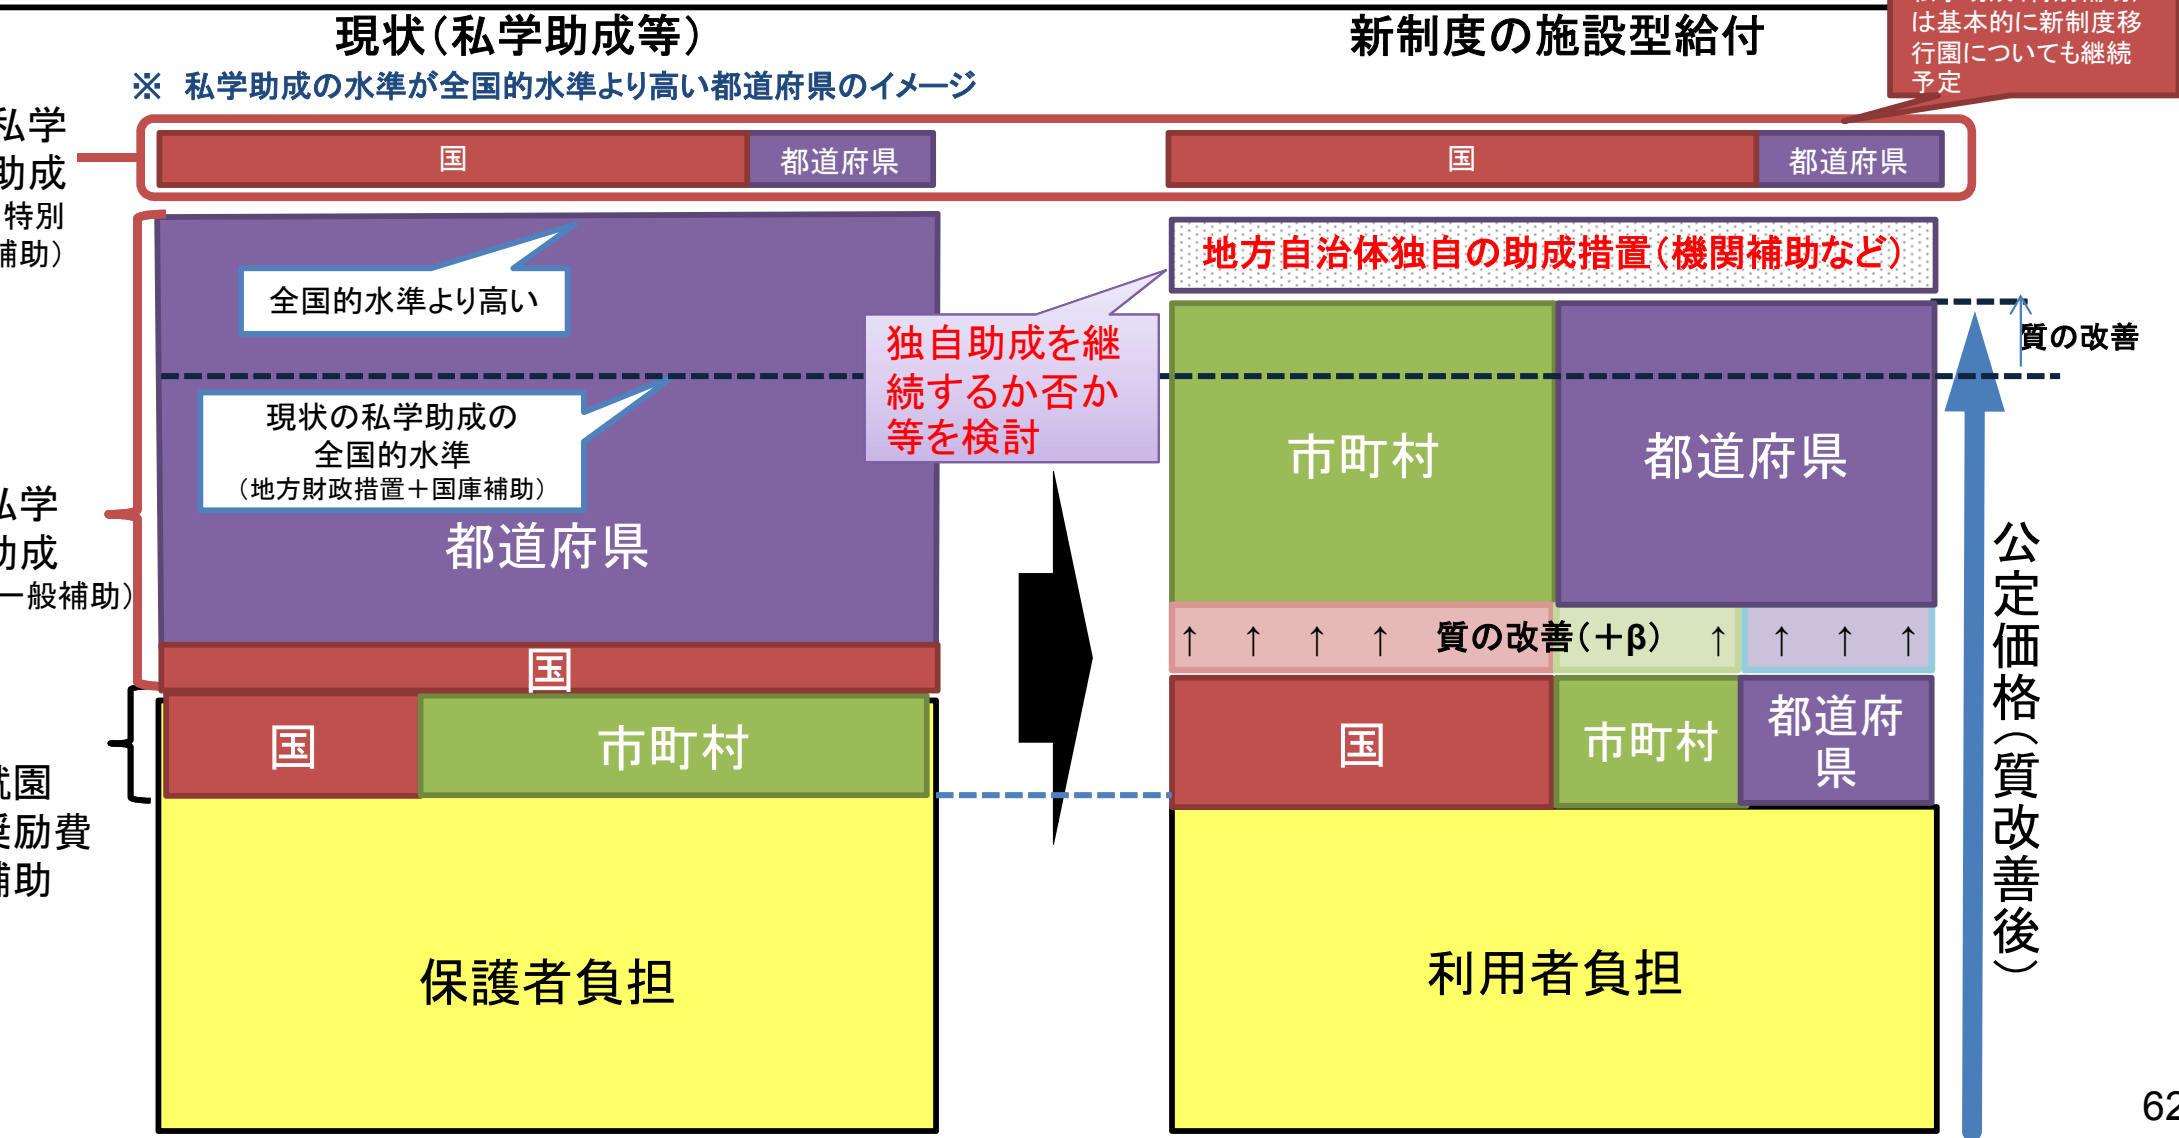 現状（私学助成等）
新制度の施設型給付
は基本的に新制度移
行園についても継続
予定
※　私学助成の水準が全国的水準より高い都道府県のイメージ
私学
助成
特別
補助）
国
都道府県
国
都道府県
全国的水準より高い
現状の私学助成の
全国的水準
（地方財政措置＋国庫補助）
都道府県
国
私学
助成
一般補助）
国
市町村
就園
奨励費
補助
保護者負担
独自助成を継
続するか否か
等を検討
地方自治体独自の助成措置（機関補助など）
市町村
都道府県
質の改善
↑ ↑ ↑ ↑ 質の改善（＋β） ↑ ↑ ↑ ↑
国
市町村
都道府
県
利用者負担
公定価格（質改善後）
62